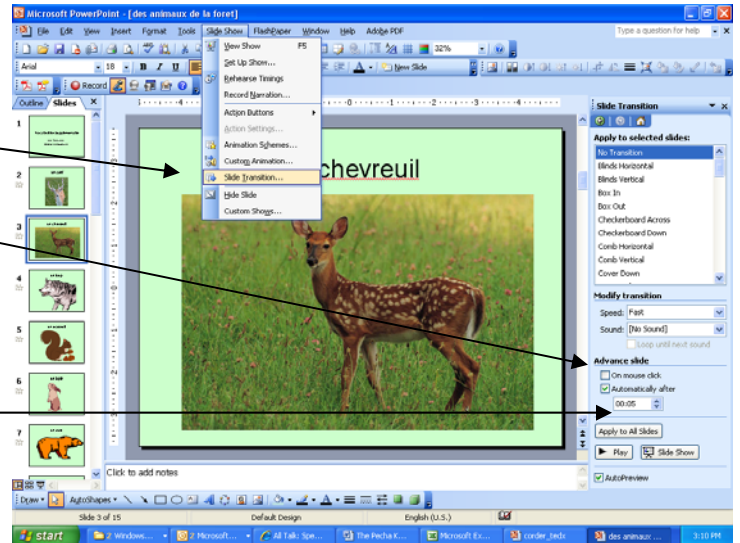 Microsoft PowerPoint - [des animaux de la foret]
File Edit View Insert Format Tools Slide Show FlashPaper Window Help Adobe PDF
Type a question for help
32%
Arial 18 B I U
New Slide
Record
Outline Slides
View Show F5
Set Up Show...
Rehearse Timings
Record Narration...
Action Buttons
Action Settings...
Animation Schemes...
Custom Animation...
Slide Transition...
Hide Slide
Custom Shows...
chevreuil
1
2
3
4
5
6
7
Slide Transition
Apply to selected slides:
No Transition
Blinds Horizontal
Blinds Vertical
Box In
Box Out
Checkerboard Across
Checkerboard Down
Comb Horizontal
Comb Vertical
Cover Down
Modify transition
Speed: Fast
Sound: [No Sound]
Loop until next sound
Advance slide
On mouse click
Automatically after
00:05
Apply to All Slides
Play Slide Show
AutoPreview
Click to add notes
Draw AutoShapes
Slide 3 of 15 Default Design English (U.S.)
start 2 Windows... 2 Microsoft... All Talk: Spe... The Pecha K... Microsoft Ex... corder_tedx des animaux ... 3:10 PM